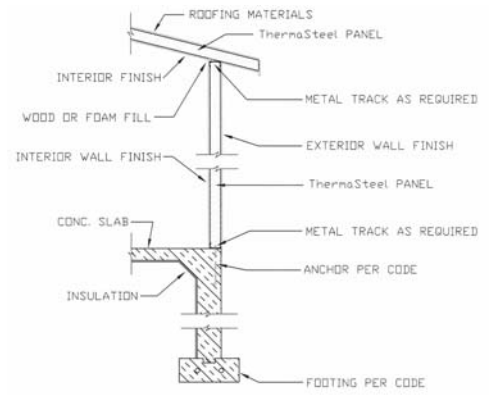 ROOFING MATERIALS
ThermaSteel PANEL
INTERIOR FINISH
METAL TRACK AS REQUIRED
WOOD OR FOAM FILL
EXTERIOR WALL FINISH
INTERIOR WALL FINISH
ThermaSteel PANEL
CONC. SLAB
METAL TRACK AS REQUIRED
ANCHOR PER CODE
INSULATION
FOOTING PER CODE